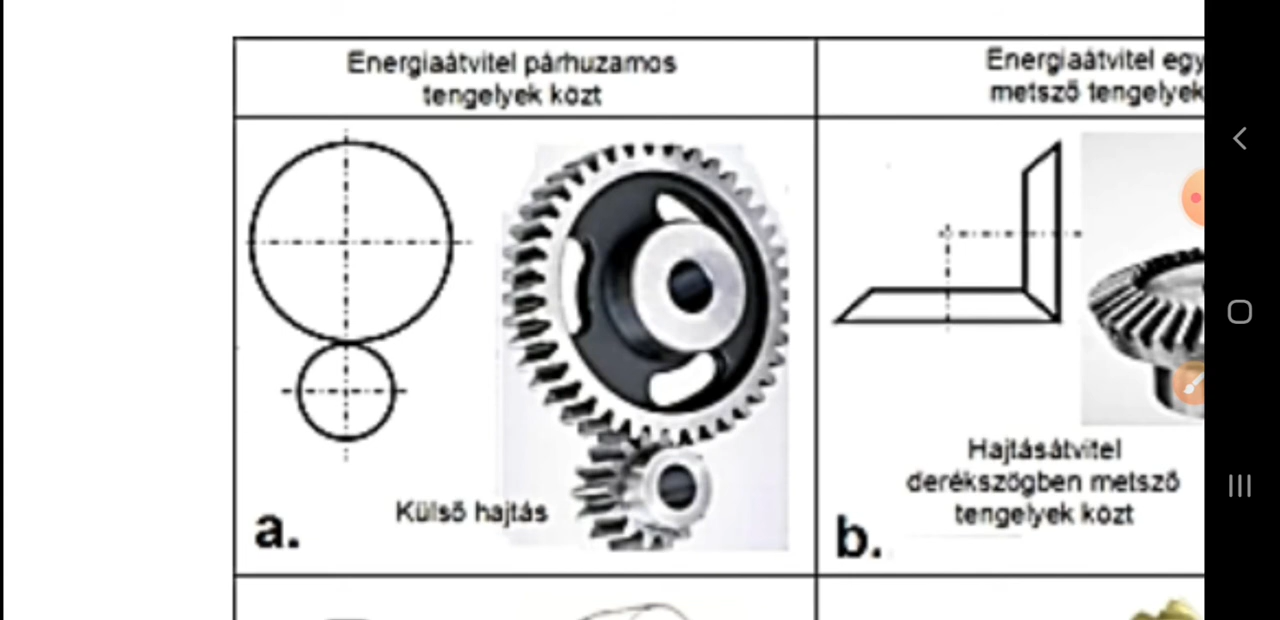 Energiaátvitel párhuzamos
tengelyek közt
Energiaátvitel egy
metsző tengelyek
Külső hajtás
a.
Hajtásátvitel
derékszögben metsző
tengelyek közt
b.